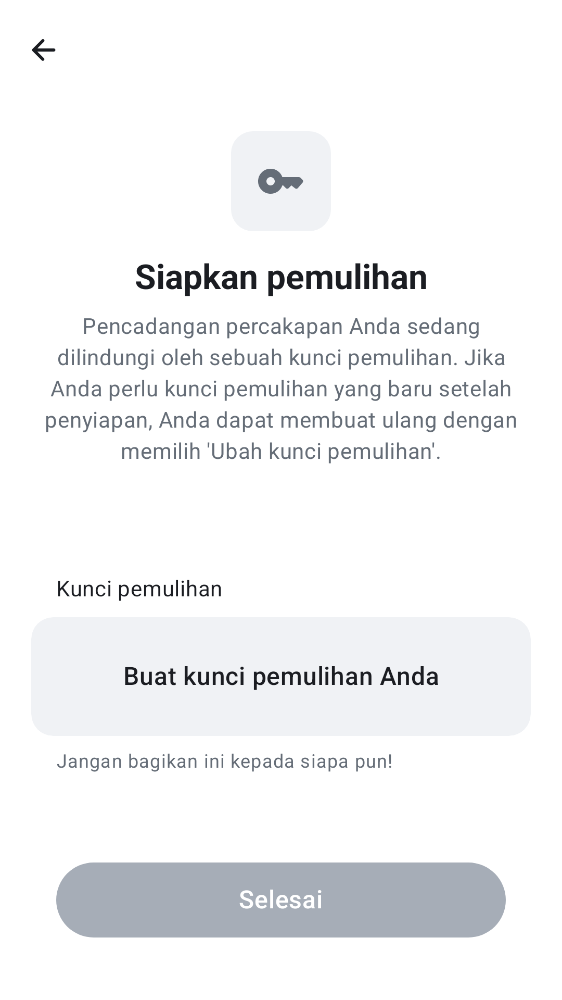 Siapkan pemulihan
Pencadangan percakapan Anda sedang
dilindungi oleh sebuah kunci pemulihan. Jika
Anda perlu kunci pemulihan yang baru setelah
penyiapan, Anda dapat membuat ulang dengan
memilih 'Ubah kunci pemulihan'.
Kunci pemulihan
Buat kunci pemulihan Anda
Jangan bagikan ini kepada siapa pun!
Selesai